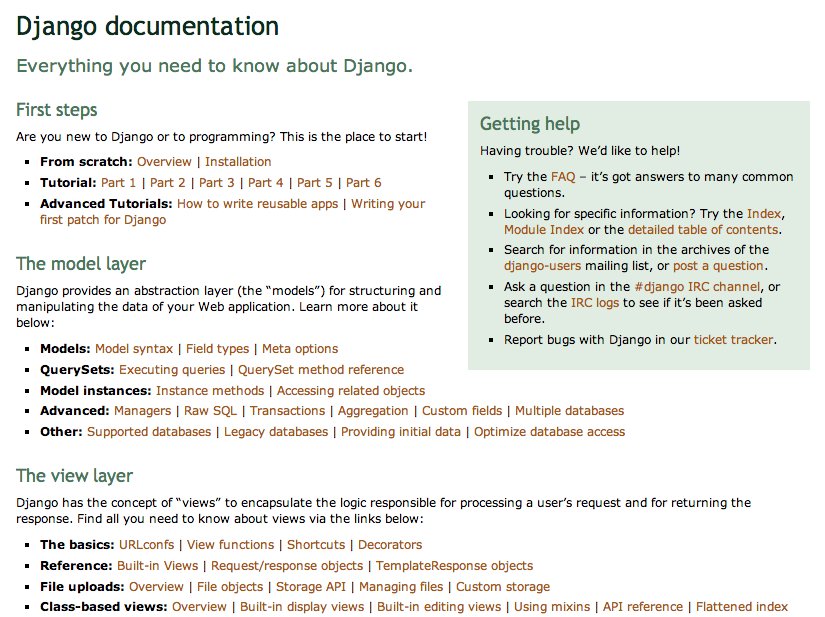 Django documentation
Everything you need to know about Django.
First steps
Are you new to Django or to programming? This is the place to start!
▪ From scratch: Overview | Installation
▪ Tutorial: Part 1 | Part 2 | Part 3 | Part 4 | Part 5 | Part 6
▪ Advanced Tutorials: How to write reusable apps | Writing your
first patch for Django
Getting help
Having trouble? We’d like to help!
▪ Try the FAQ – it’s got answers to many common
questions.
▪ Looking for specific information? Try the Index,
Module Index or the detailed table of contents.
▪ Search for information in the archives of the
django-users mailing list, or post a question.
▪ Ask a question in the #django IRC channel, or
search the IRC logs to see if it’s been asked
before.
▪ Report bugs with Django in our ticket tracker.
The model layer
Django provides an abstraction layer (the “models”) for structuring and
manipulating the data of your Web application. Learn more about it
below:
▪ Models: Model syntax | Field types | Meta options
▪ QuerySets: Executing queries | QuerySet method reference
▪ Model instances: Instance methods | Accessing related objects
▪ Advanced: Managers | Raw SQL | Transactions | Aggregation | Custom fields | Multiple databases
▪ Other: Supported databases | Legacy databases | Providing initial data | Optimize database access
The view layer
Django has the concept of “views” to encapsulate the logic responsible for processing a user’s request and for returning the
response. Find all you need to know about views via the links below:
▪ The basics: URLconfs | View functions | Shortcuts | Decorators
▪ Reference: Built-in Views | Request/response objects | TemplateResponse objects
▪ File uploads: Overview | File objects | Storage API | Managing files | Custom storage
▪ Class-based views: Overview | Built-in display views | Built-in editing views | Using mixins | API reference | Flattened index